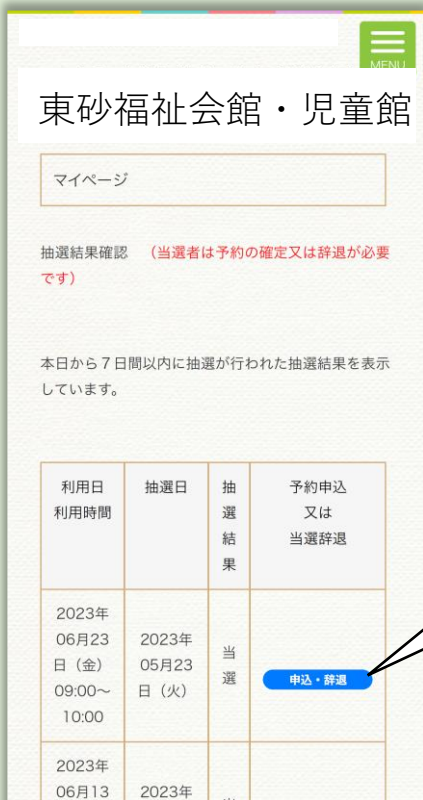 MENU
東砂福祉会館・児童館
マイページ
抽選結果確認 （当選者は予約の確定又は辞退が必要
です）
本日から７日間以内に抽選が行われた抽選結果を表示
しています。
利用日
利用時間
抽選日
抽
選
結
果
予約申込
又は
当選辞退
2023年
06月23
日（金）
09:00～
10:00
2023年
05月23
日（火）
当
選
申込・辞退
2023年
06月13
2023年